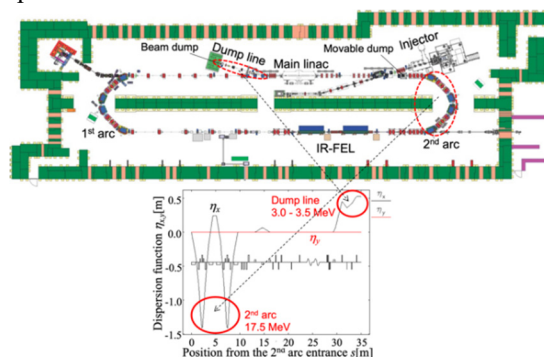 Beam dump
Dump line
Main linac
Movable dump
Injector
1st arc
IR-FEL
2nd arc
Dispersion function ηx,y[m]
0.5
0.0
-0.5
-1.0
-1.5
ηx
Dump line
3.0 - 3.5 MeV
ηx
ηy
ηy
2nd arc
17.5 MeV
0 5 10 15 20 25 30 35
Position from the 2nd arc entrance s[m]